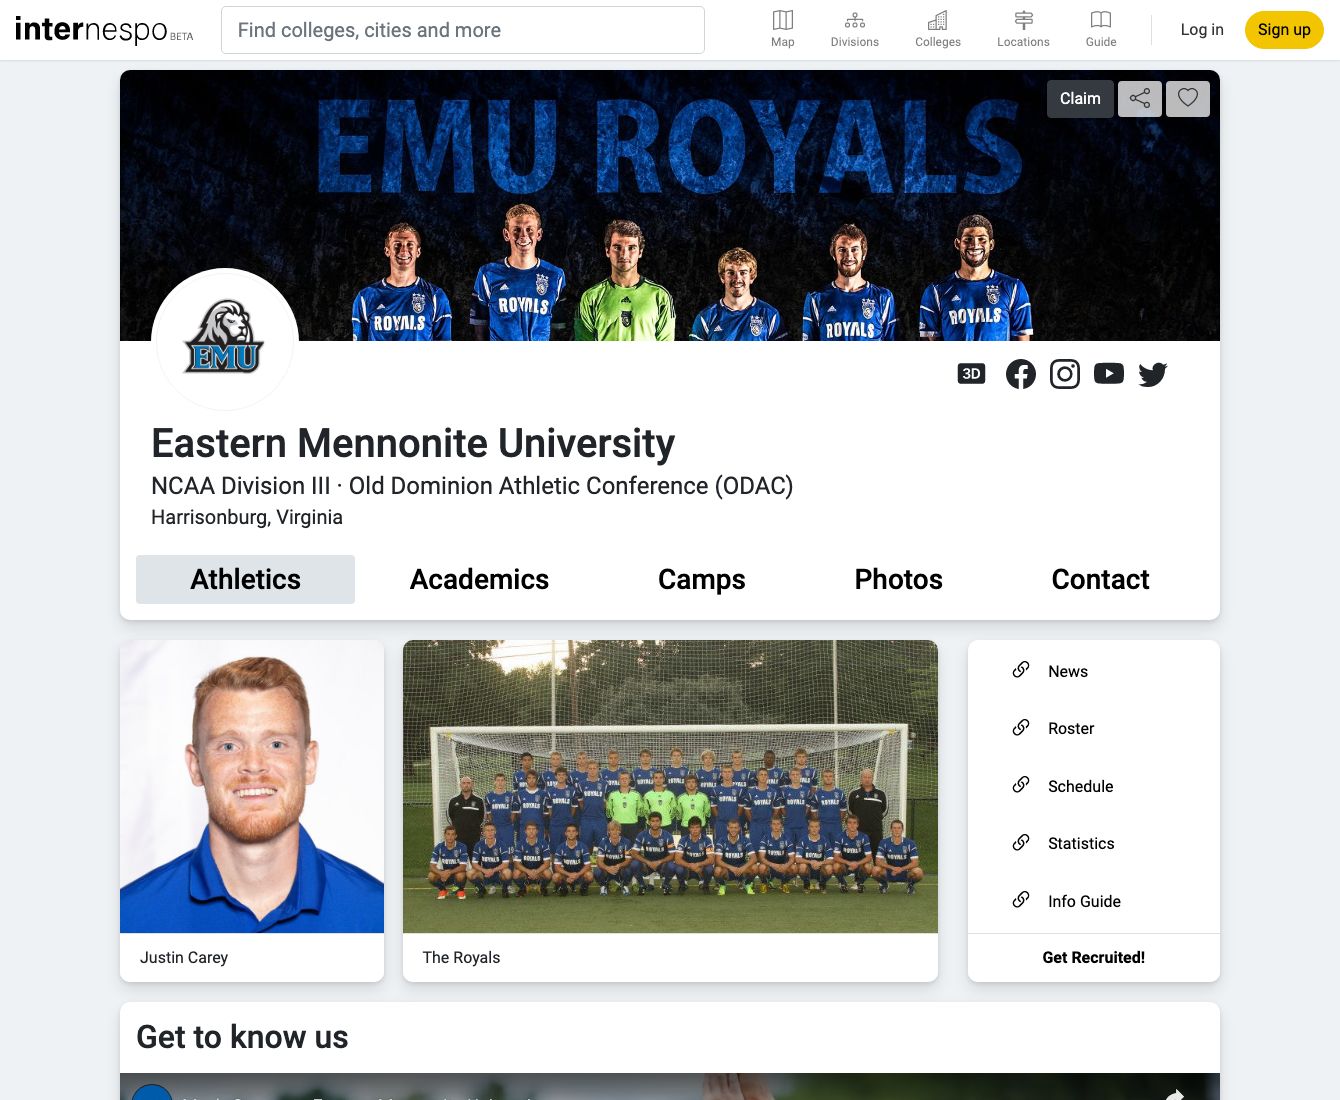 internespo BETA
Find colleges, cities and more
Map
Divisions
Colleges
Locations
Guide
Log in
Sign up
EMU ROYALS
Claim
ROYALS
ROYALS
ROYALS
ROYALS
ROYALS
EMU
3D
Eastern Mennonite University
NCAA Division III · Old Dominion Athletic Conference (ODAC)
Harrisonburg, Virginia
Athletics
Academics
Camps
Photos
Contact
News
Roster
Schedule
Statistics
Info Guide
Justin Carey
The Royals
Get Recruited!
Get to know us